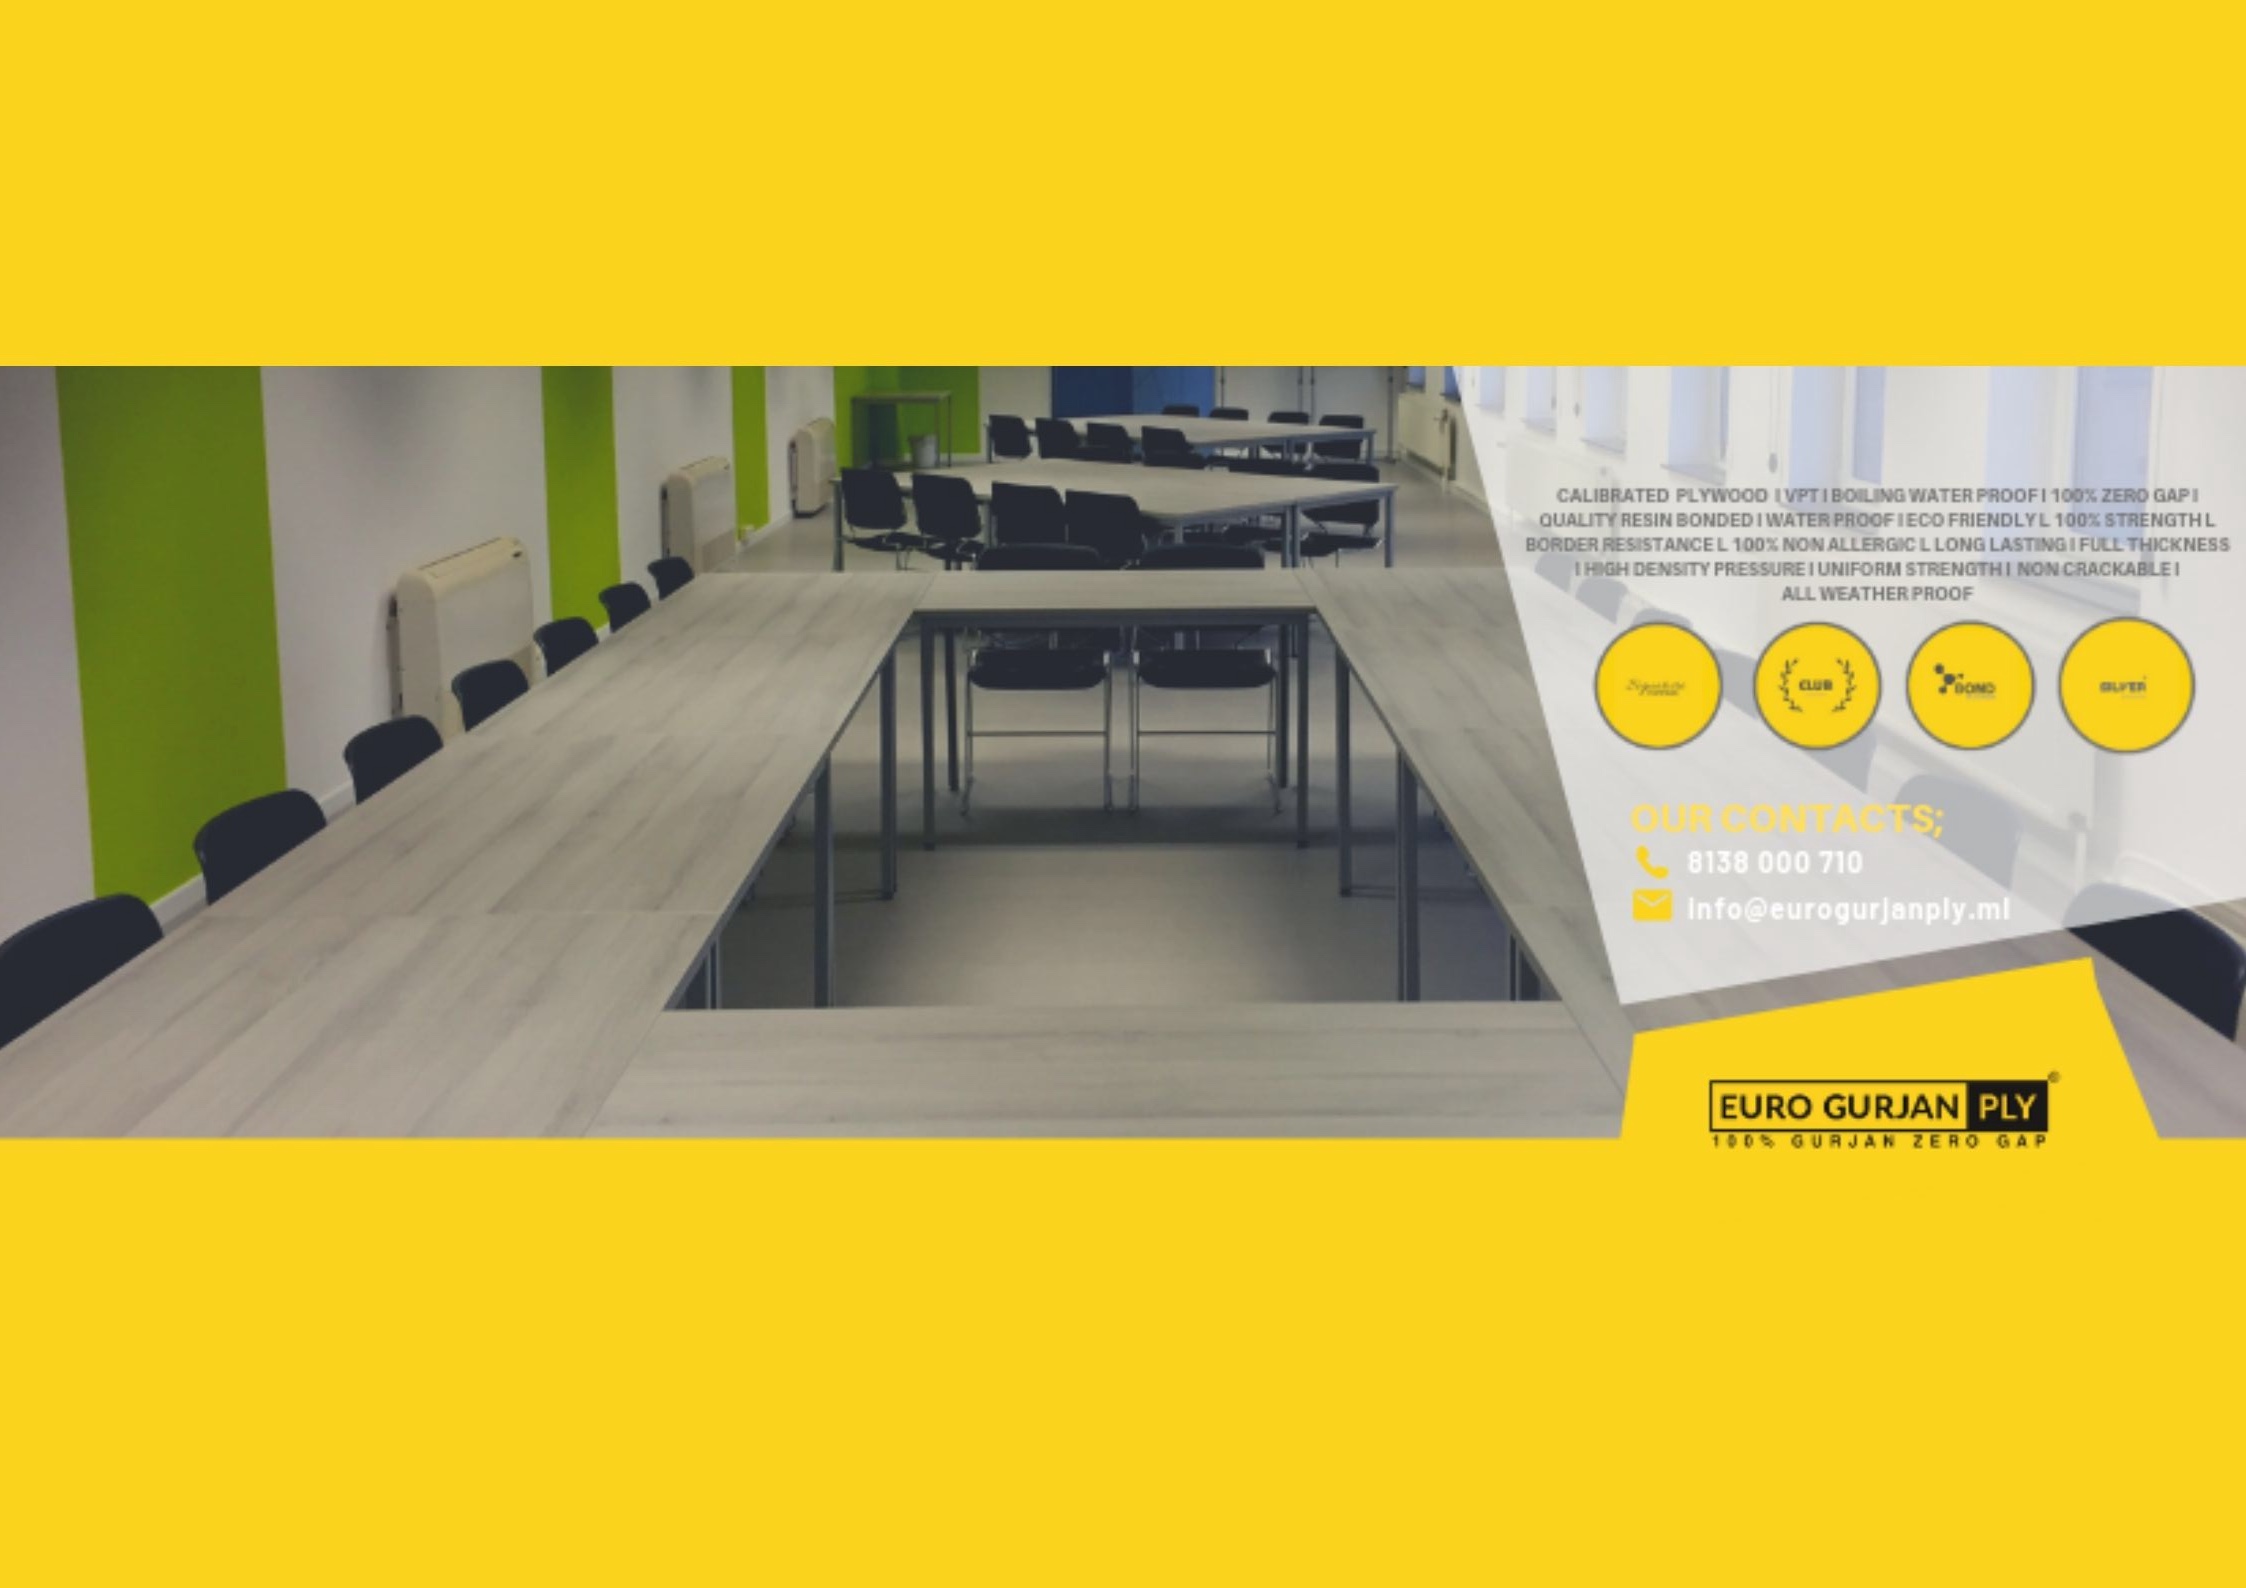 CALIBRATED PLYWOOD I VPT I BOILING WATER PROOF I 100% ZERO GAP I
QUALITY RESIN BONDED I WATER PROOF I ECO FRIENDLY L 100% STRENGTH L
BORDER RESISTANCE L 100% NON ALLERGIC L LONG LASTING I FULL THICKNESS
I HIGH DENSITY PRESSURE I UNIFORM STRENGTH I NON CRACKABLE I
ALL WEATHER PROOF
Signature
CLUB
BOND
SILVER
OUR CONTACTS;
8138 000 710
info@eurogurjanply.ml
EURO GURJAN PLY
100% GURJAN ZERO GAP